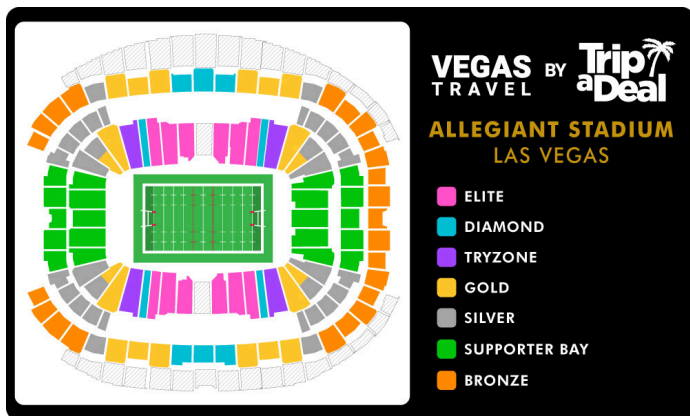 VEGAS BY Trip
TRAVEL a Deal
ALLEGIANT STADIUM
LAS VEGAS
ELITE
DIAMOND
TRYZONE
GOLD
SILVER
SUPPORTER BAY
BRONZE